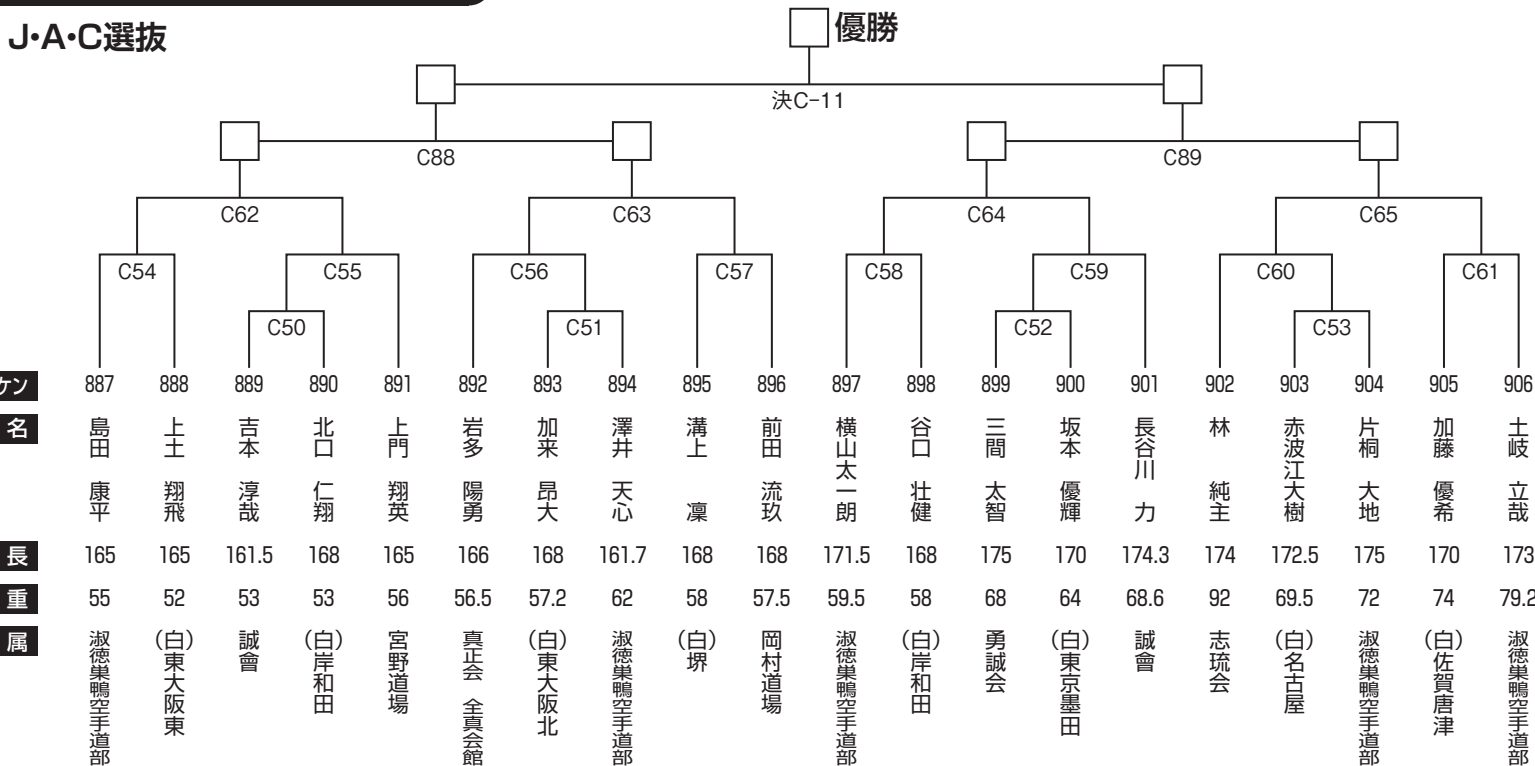 J・A・C選抜
優勝
決C-11
C88 C89
C62 C63 C64 C65
C54 C55 C56 C57 C58 C59 C60 C61
C50 C51 C52 C53
ケン 887 888 889 890 891 892 893 894 895 896 897 898 899 900 901 902 903 904 905 906
名 島田 康平 上土 翔飛 吉本 淳哉 北口 仁翔 上門 翔英 岩多 陽勇 加来 昂大 澤井 天心 溝上 凜 前田 流玖 横山太一朗 谷口 壮健 三間 太智 坂本 優輝 長谷川 力 林 純主 赤波江大樹 片桐 大地 加藤 優希 土岐 立哉
長 165 165 161.5 168 165 166 168 161.7 168 168 171.5 168 175 170 174.3 174 172.5 175 170 173
重 55 52 53 53 56 56.5 57.2 62 58 57.5 59.5 58 68 64 68.6 92 69.5 72 74 79.2
属 淑徳巣鴨空手道部 (白)東大阪東 誠會 (白)岸和田 宮野道場 真正会 全真会館 (白)東大阪北 淑徳巣鴨空手道部 (白)堺 岡村道場 淑徳巣鴨空手道部 (白)岸和田 勇誠会 (白)東京墨田 誠會 志琉会 (白)名古屋 淑徳巣鴨空手道部 (白)佐賀唐津 淑徳巣鴨空手道部